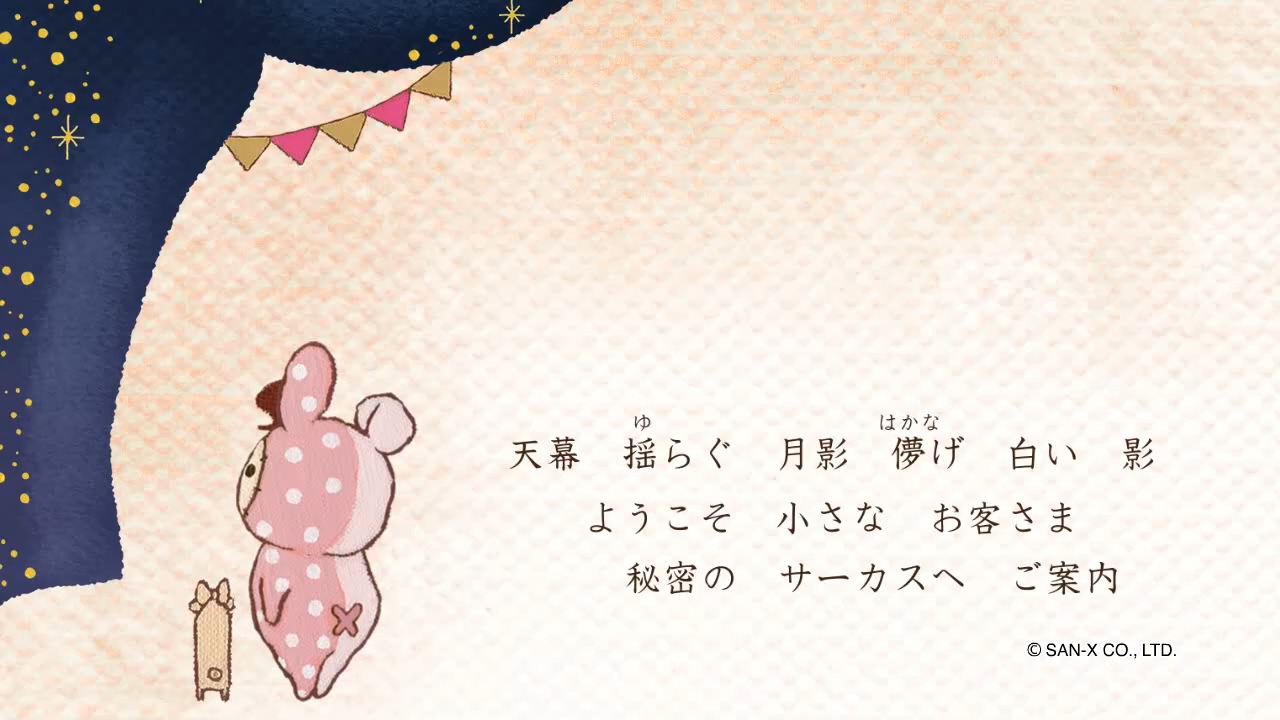 天幕　揺らぐ　月影　儚げ　白い　影
ようこそ　小さな　お客さま
秘密の　サーカスへ　ご案内
© SAN-X CO., LTD.